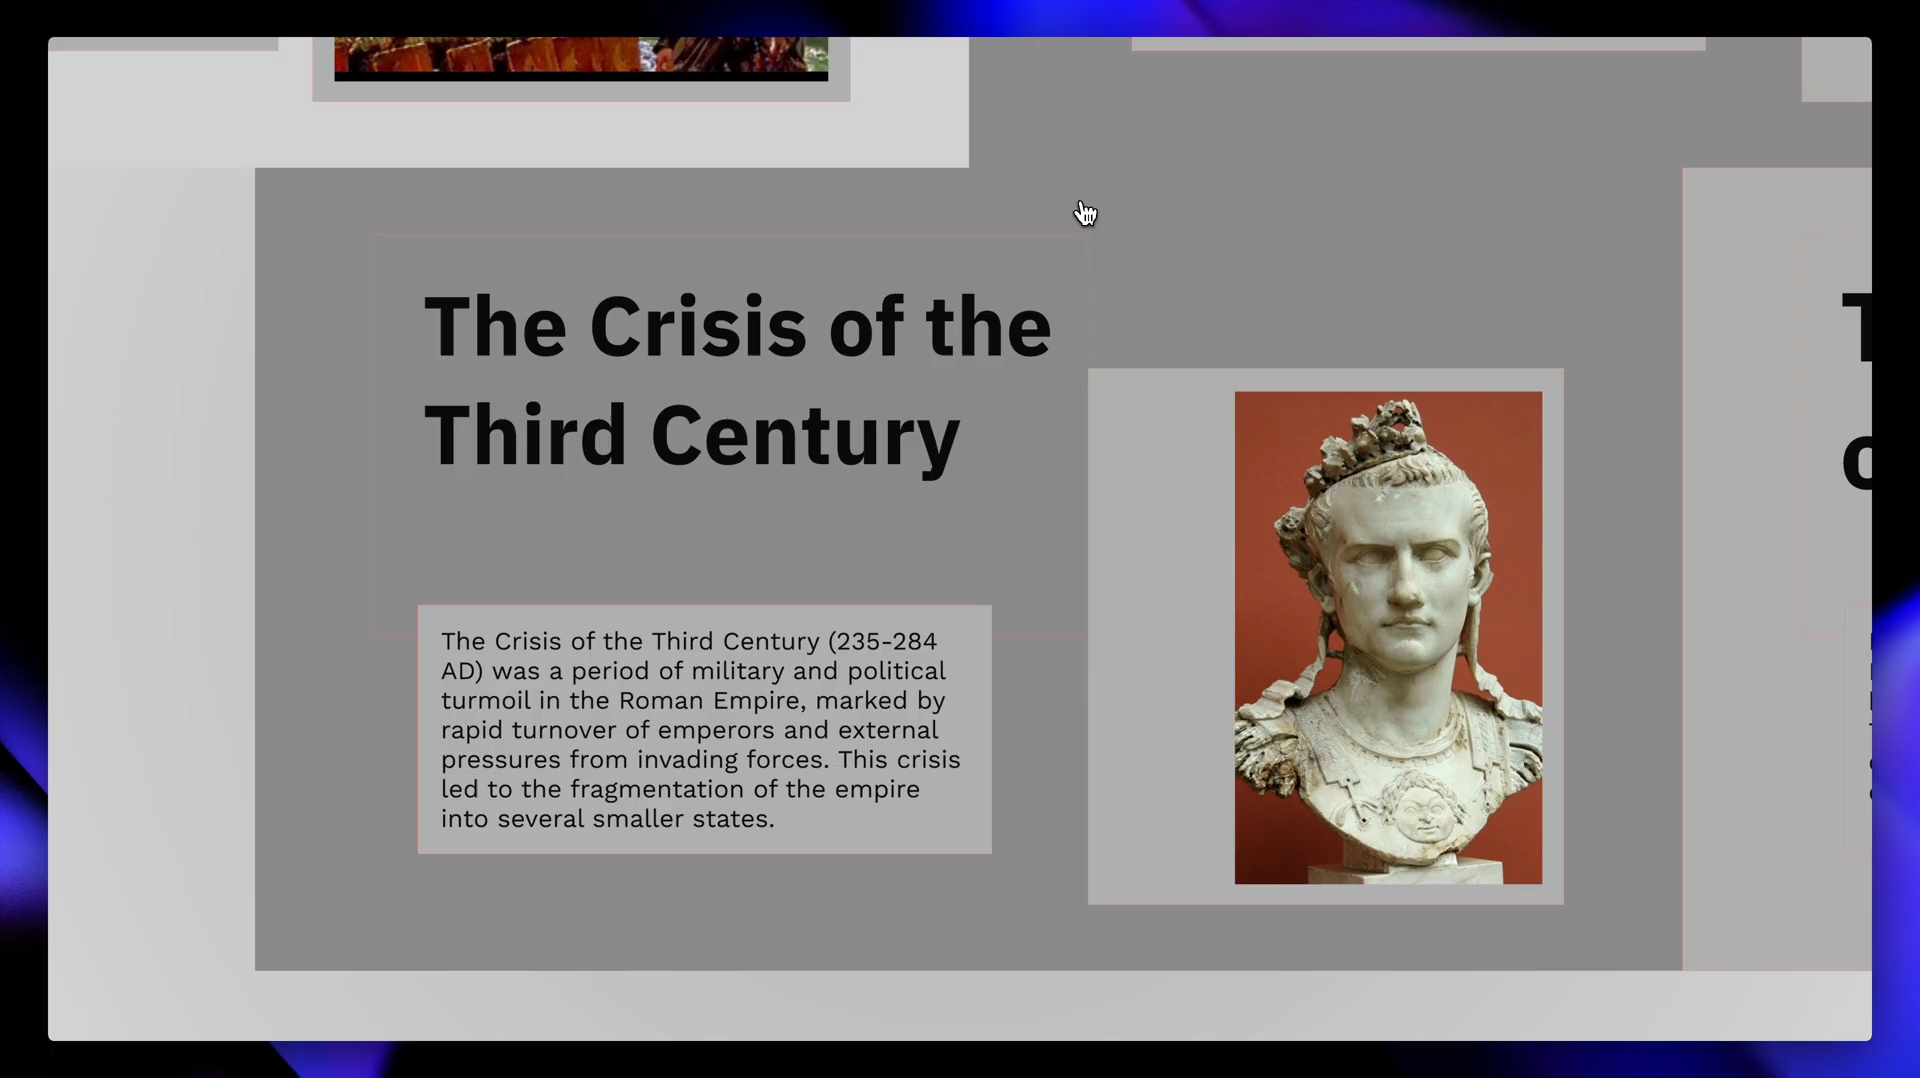 The Crisis of the
Third Century
The Crisis of the Third Century (235-284
AD) was a period of military and political
turmoil in the Roman Empire, marked by
rapid turnover of emperors and external
pressures from invading forces. This crisis
led to the fragmentation of the empire
into several smaller states.